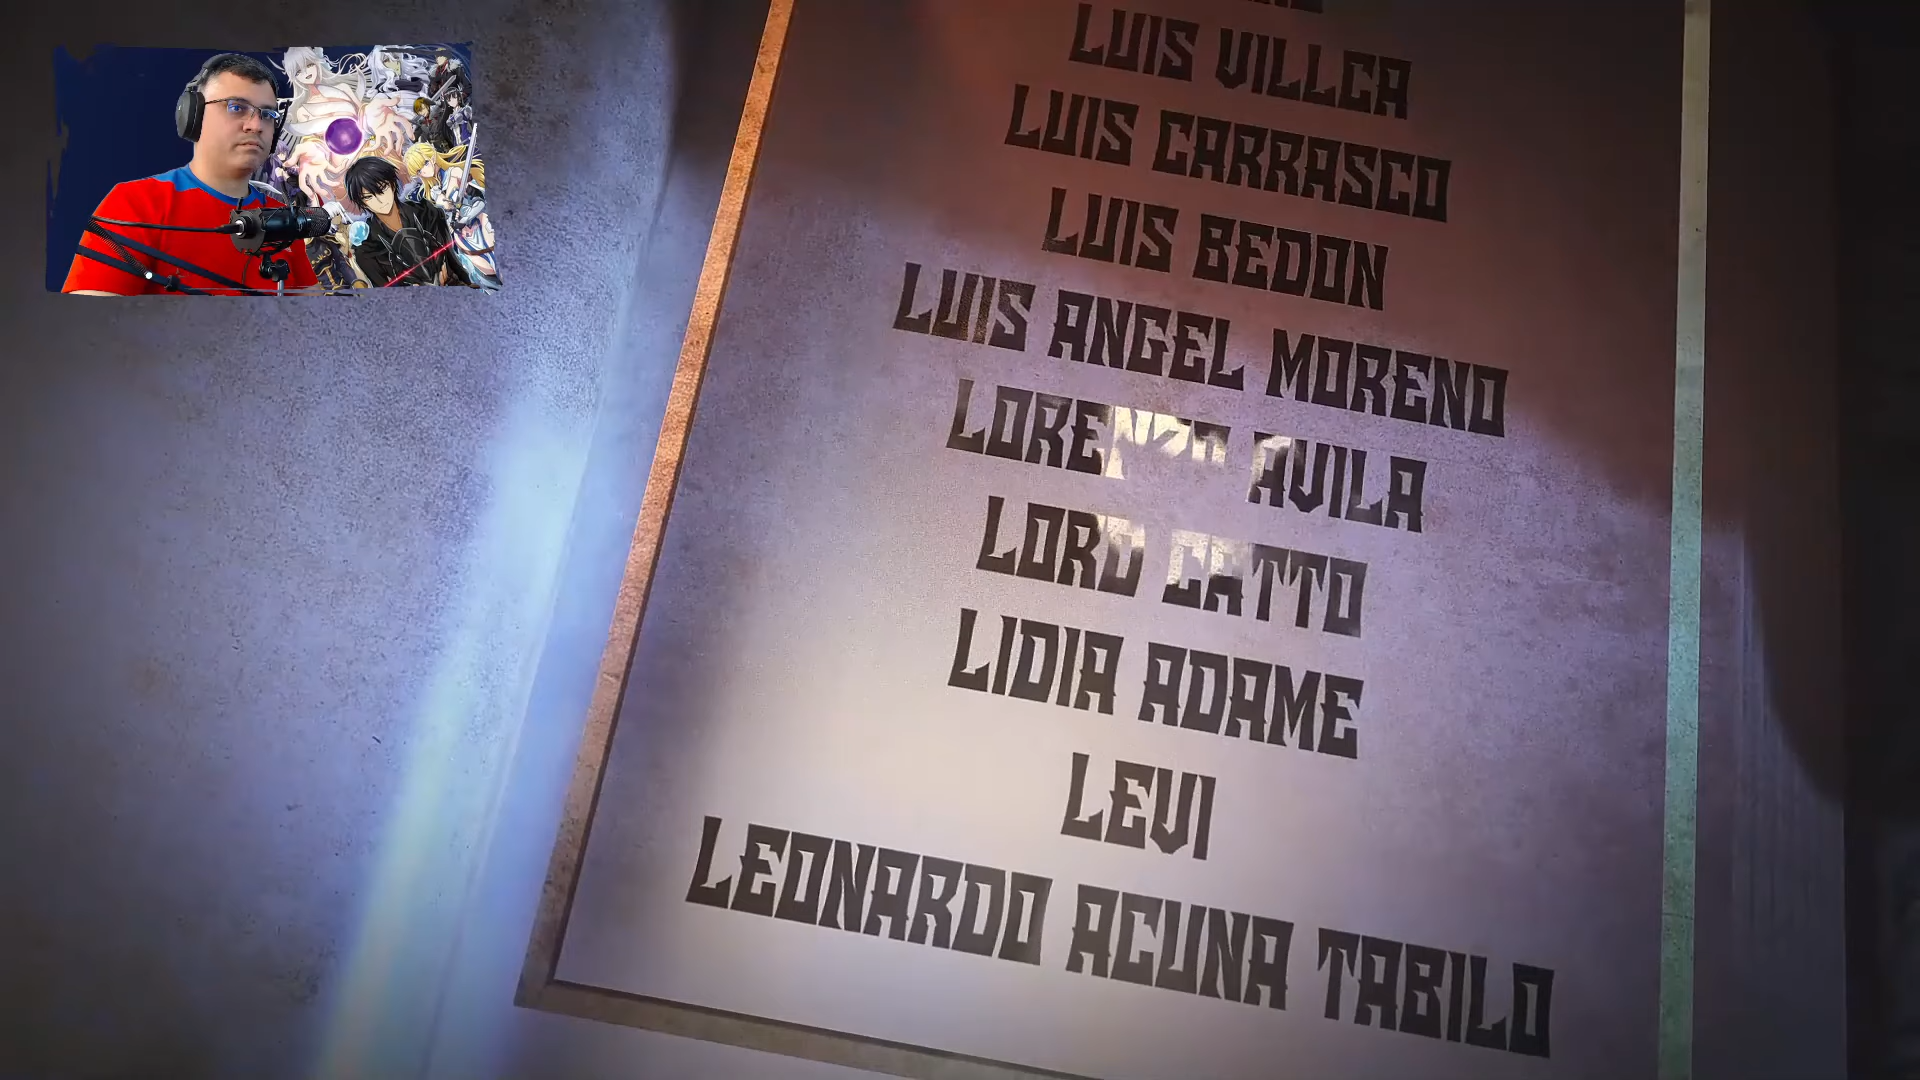 LUIS VILLCA
LUIS CARRASCO
LUIS BEDON
LUIS ANGEL MORENO
LORENZO AVILA
LORD CATTO
LIDIA ADAME
LEVI
LEONARDO ACUNA TABILO